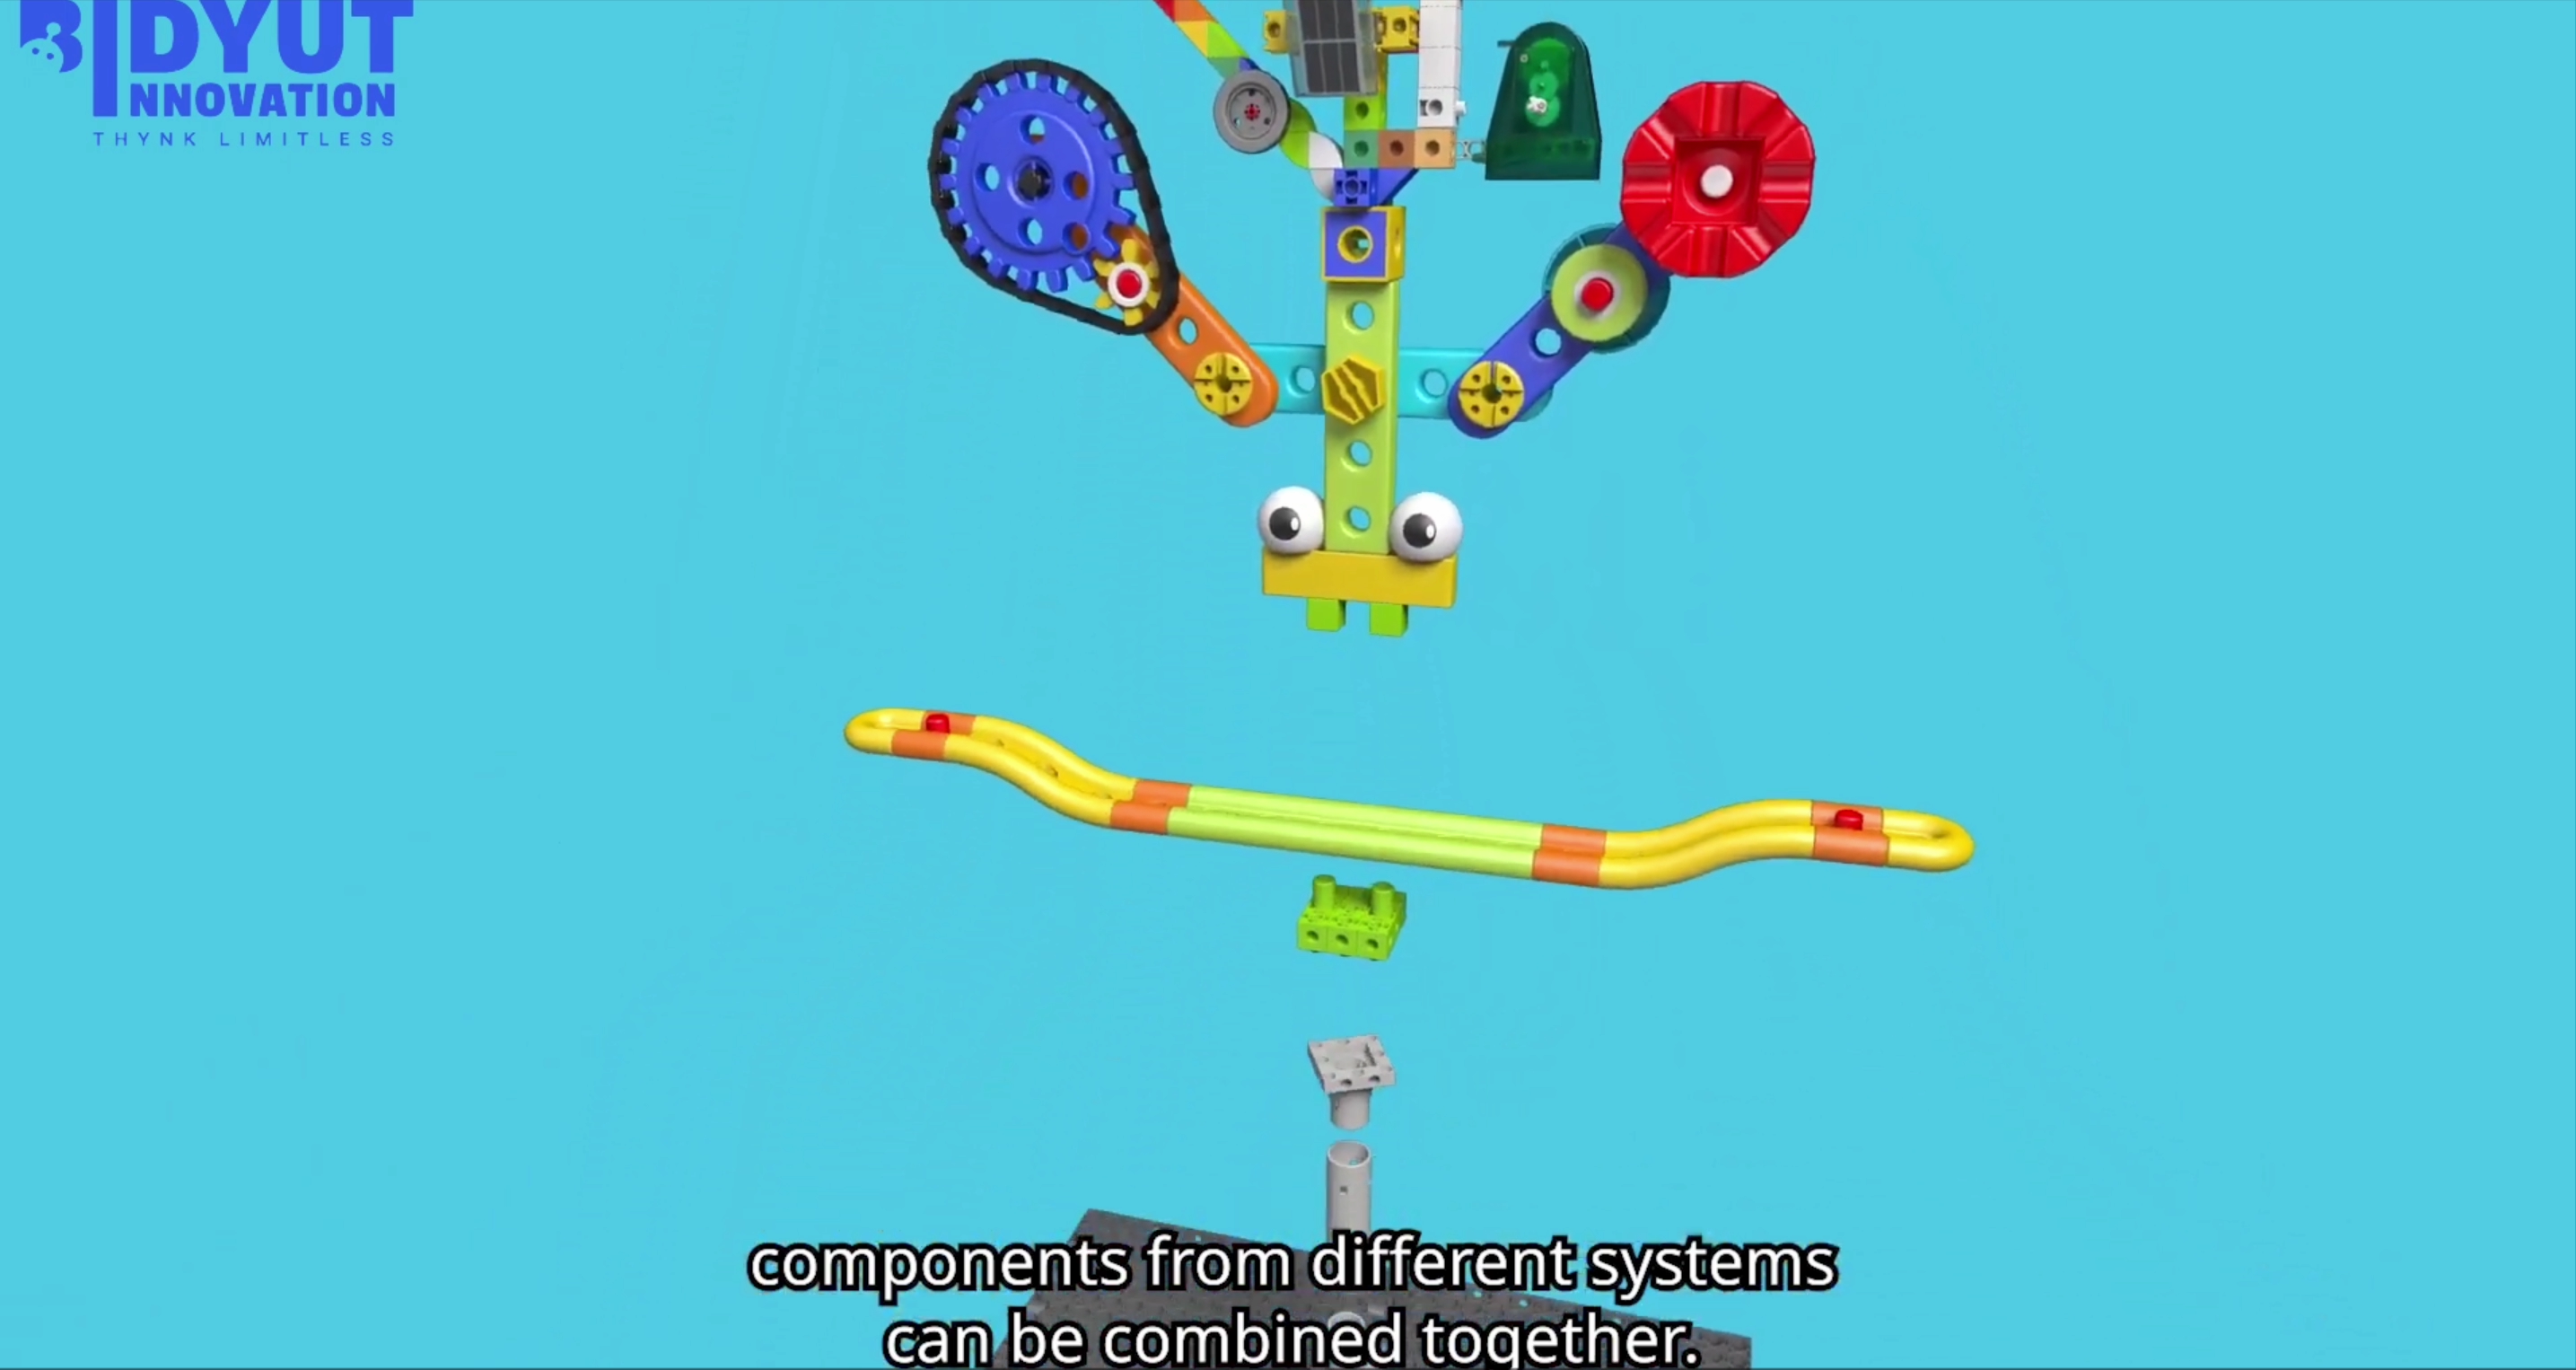 BIDYUT
INNOVATION
THYNK LIMITLESS
components from different systems
can be combined together.